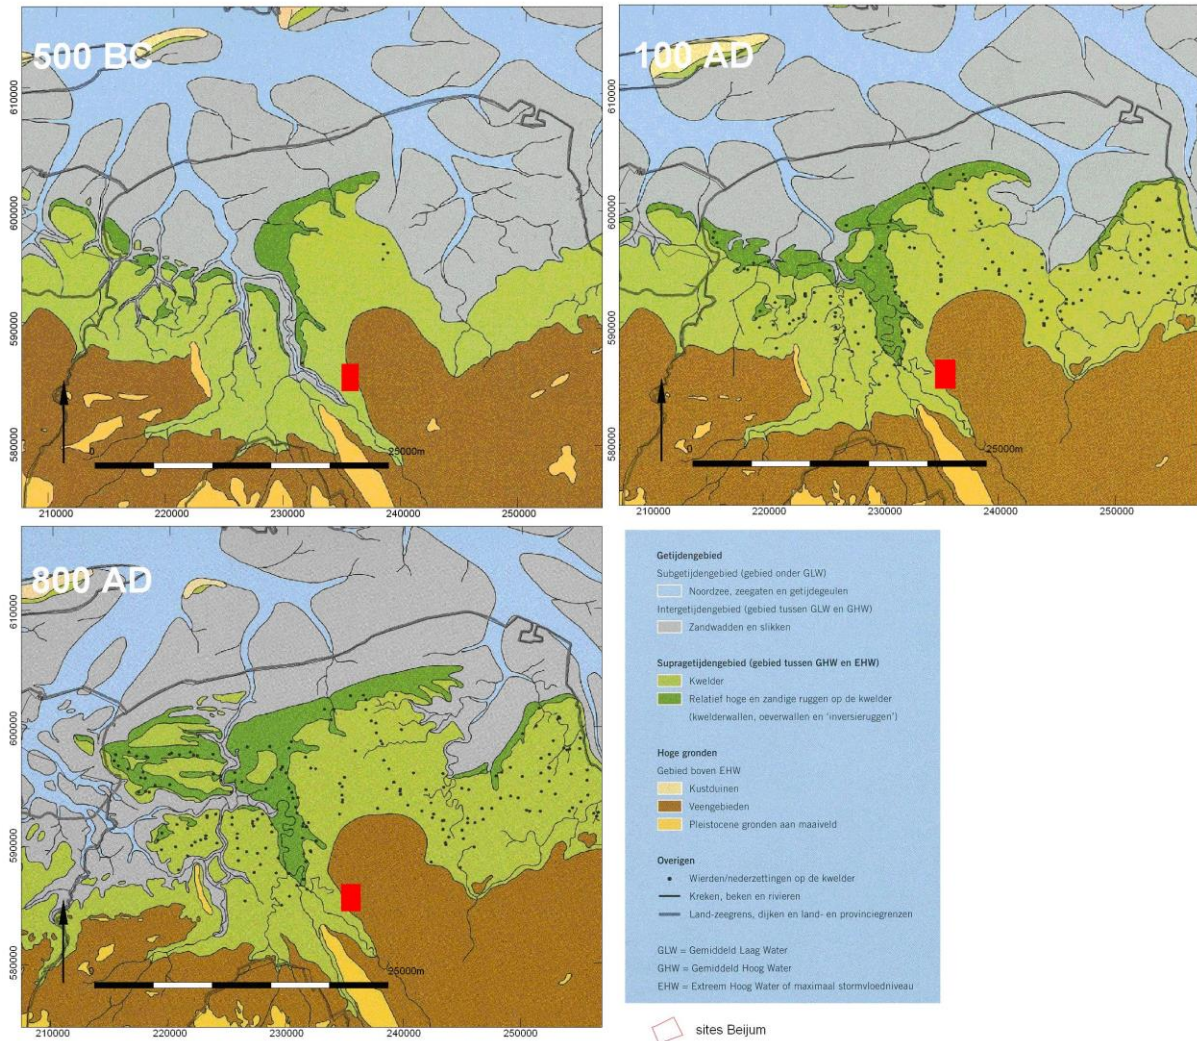 500 BC
610000
600000
590000
580000
0
25000m
210000
220000
230000
240000
250000
100 AD
610000
600000
590000
580000
0
25000m
210000
220000
230000
240000
250000
800 AD
610000
600000
590000
580000
0
25000m
210000
220000
230000
240000
250000
Getijdengebied
Subgetijdengebied (gebied onder GLW)
Noordzee, zeegaten en getijdegeulen
Intergetijdengebied (gebied tussen GLW en GHW)
Zandwadden en slikken
Supragetijdengebied (gebied tussen GHW en EHW)
Kwelder
Relatief hoge en zandige ruggen op de kwelder
(kwelderwallen, oeverwallen en 'inversieruggen')
Hoge gronden
Gebied boven EHW
Kustduinen
Veengebieden
Pleistocene gronden aan maaiveld
Overigen
Wierden/nederzettingen op de kwelder
Kreken, beken en rivieren
Land-zeegrens, dijken en land- en provinciegrenzen
GLW = Gemiddeld Laag Water
GHW = Gemiddeld Hoog Water
EHW = Extreem Hoog Water of maximaal stormvloedniveau
sites Beijum